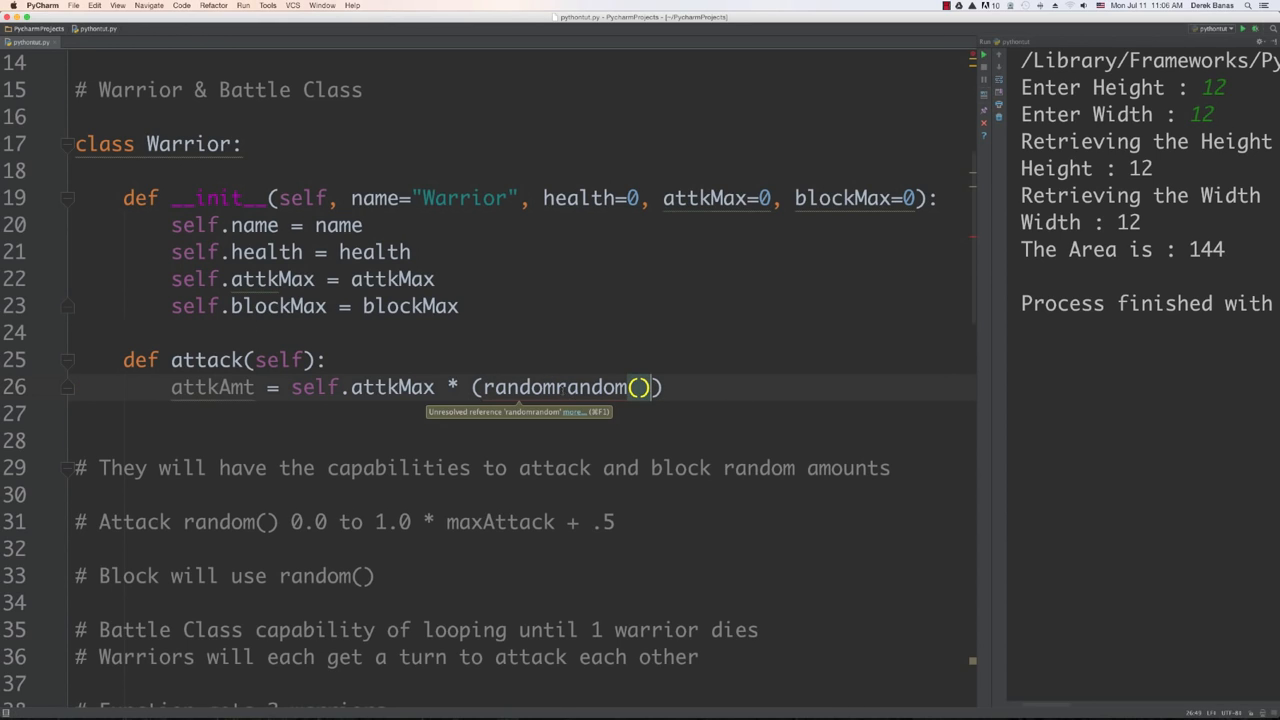 PyCharm File Edit View Navigate Code Refactor Run Tools VCS Window Help 10 Mon Jul 11 11:06 AM Derek Banas
pythontut.py - PycharmProjects - [~/PycharmProjects]
PycharmProjects pythontut.py pythontut
pythontut.py
Run: pythontut
14
15 # Warrior & Battle Class
16
17 class Warrior:
18
19 def __init__(self, name="Warrior", health=0, attkMax=0, blockMax=0):
20 self.name = name
21 self.health = health
22 self.attkMax = attkMax
23 self.blockMax = blockMax
24
25 def attack(self):
26 attkAmt = self.attkMax * (randomrandom())
Unresolved reference 'randomrandom' more... (⌘F1)
27
28
29 # They will have the capabilities to attack and block random amounts
30
31 # Attack random() 0.0 to 1.0 * maxAttack + .5
32
33 # Block will use random()
34
35 # Battle Class capability of looping until 1 warrior dies
36 # Warriors will each get a turn to attack each other
37
/Library/Frameworks/Py
Enter Height : 12
Enter Width : 12
Retrieving the Height
Height : 12
Retrieving the Width
Width : 12
The Area is : 144
Process finished with
26:43 LF≑ UTF-8≑